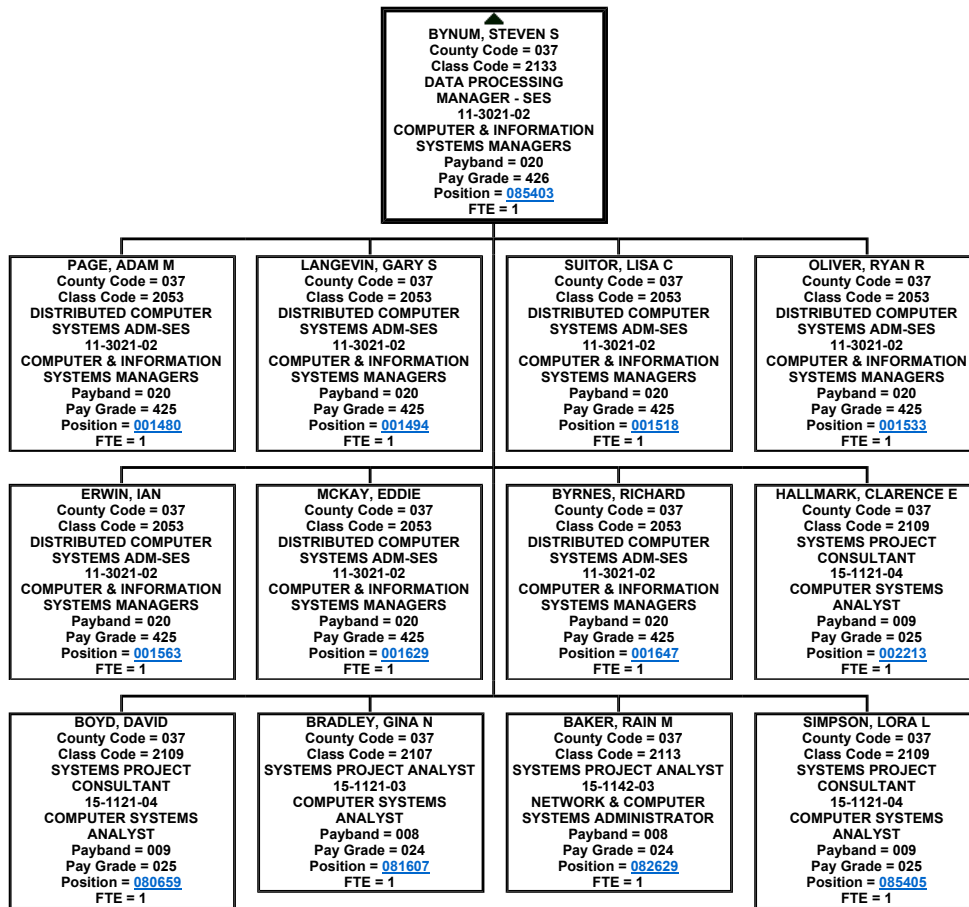 BYNUM, STEVEN S
County Code = 037
Class Code = 2133
DATA PROCESSING
MANAGER - SES
11-3021-02
COMPUTER & INFORMATION
SYSTEMS MANAGERS
Payband = 020
Pay Grade = 426
Position = 085403
FTE = 1
PAGE, ADAM M
County Code = 037
Class Code = 2053
DISTRIBUTED COMPUTER
SYSTEMS ADM-SES
11-3021-02
COMPUTER & INFORMATION
SYSTEMS MANAGERS
Payband = 020
Pay Grade = 425
Position = 001480
FTE = 1
LANGEVIN, GARY S
County Code = 037
Class Code = 2053
DISTRIBUTED COMPUTER
SYSTEMS ADM-SES
11-3021-02
COMPUTER & INFORMATION
SYSTEMS MANAGERS
Payband = 020
Pay Grade = 425
Position = 001494
FTE = 1
SUITOR, LISA C
County Code = 037
Class Code = 2053
DISTRIBUTED COMPUTER
SYSTEMS ADM-SES
11-3021-02
COMPUTER & INFORMATION
SYSTEMS MANAGERS
Payband = 020
Pay Grade = 425
Position = 001518
FTE = 1
OLIVER, RYAN R
County Code = 037
Class Code = 2053
DISTRIBUTED COMPUTER
SYSTEMS ADM-SES
11-3021-02
COMPUTER & INFORMATION
SYSTEMS MANAGERS
Payband = 020
Pay Grade = 425
Position = 001533
FTE = 1
ERWIN, IAN
County Code = 037
Class Code = 2053
DISTRIBUTED COMPUTER
SYSTEMS ADM-SES
11-3021-02
COMPUTER & INFORMATION
SYSTEMS MANAGERS
Payband = 020
Pay Grade = 425
Position = 001563
FTE = 1
MCKAY, EDDIE
County Code = 037
Class Code = 2053
DISTRIBUTED COMPUTER
SYSTEMS ADM-SES
11-3021-02
COMPUTER & INFORMATION
SYSTEMS MANAGERS
Payband = 020
Pay Grade = 425
Position = 001629
FTE = 1
BYRNES, RICHARD
County Code = 037
Class Code = 2053
DISTRIBUTED COMPUTER
SYSTEMS ADM-SES
11-3021-02
COMPUTER & INFORMATION
SYSTEMS MANAGERS
Payband = 020
Pay Grade = 425
Position = 001647
FTE = 1
HALLMARK, CLARENCE E
County Code = 037
Class Code = 2109
SYSTEMS PROJECT
CONSULTANT
15-1121-04
COMPUTER SYSTEMS
ANALYST
Payband = 009
Pay Grade = 025
Position = 002213
FTE = 1
BOYD, DAVID
County Code = 037
Class Code = 2109
SYSTEMS PROJECT
CONSULTANT
15-1121-04
COMPUTER SYSTEMS
ANALYST
Payband = 009
Pay Grade = 025
Position = 080659
FTE = 1
BRADLEY, GINA N
County Code = 037
Class Code = 2107
SYSTEMS PROJECT ANALYST
15-1121-03
COMPUTER SYSTEMS
ANALYST
Payband = 008
Pay Grade = 024
Position = 081607
FTE = 1
BAKER, RAIN M
County Code = 037
Class Code = 2113
SYSTEMS PROJECT ANALYST
15-1142-03
NETWORK & COMPUTER
SYSTEMS ADMINISTRATOR
Payband = 008
Pay Grade = 024
Position = 082629
FTE = 1
SIMPSON, LORA L
County Code = 037
Class Code = 2109
SYSTEMS PROJECT
CONSULTANT
15-1121-04
COMPUTER SYSTEMS
ANALYST
Payband = 009
Pay Grade = 025
Position = 085405
FTE = 1